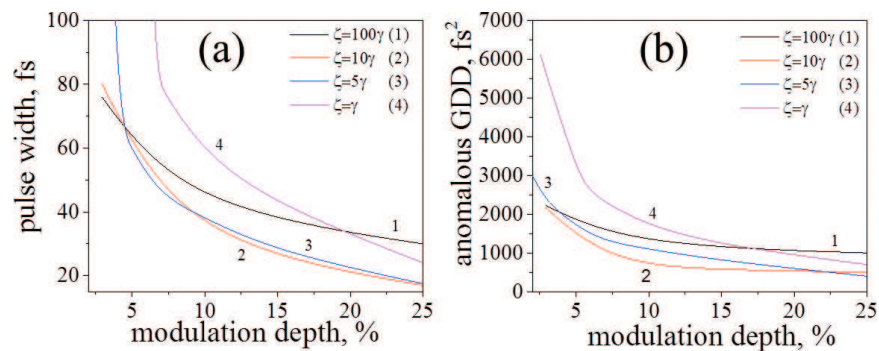 (a)
ζ=100γ (1)
ζ=10γ (2)
ζ=5γ (3)
ζ=γ (4)
100
80
60
40
20
pulse width, fs
4
1
3
2
5
10
15
20
25
modulation depth, %
(b)
ζ=100γ (1)
ζ=10γ (2)
ζ=5γ (3)
ζ=γ (4)
7000
6000
5000
4000
3000
2000
1000
0
anomalous GDD, fs²
3
4
1
2
5
10
15
20
25
modulation depth, %